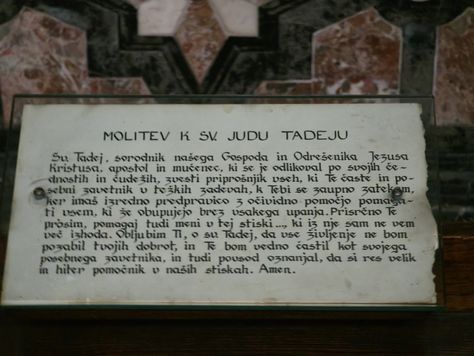 MOLITEV K SV. JUDU TADEJU
Sv. Tadej, sorodnik našega Gospoda in Odrešenika Jezusa
Kristusa, apostol in mučenec, ki se je odlikoval po svojih če-
dnostih in čudežih, zvesti priprošnjik vseh, ki Te časte in po-
sebni zavetnik v težkih zadevah, k Tebi se zaupno zatekam,
ker imaš izredno predpravico z očividno pomočjo pomaga-
ti vsem, ki že obupujejo brez vsakega upanja. Prisrčno Te
prosim, pomagaj tudi meni v tej stiski ..., ki iz nje sam ne vem
več izhoda. Obljubim Ti, o sv. Tadej, da vse življenje ne bom
pozabil tvojih dobrot, in Te bom vedno častil kot svojega
posebnega zavetnika, in tudi povsod oznanjal, da si res velik
in hiter pomočnik v naših stiskah. Amen.